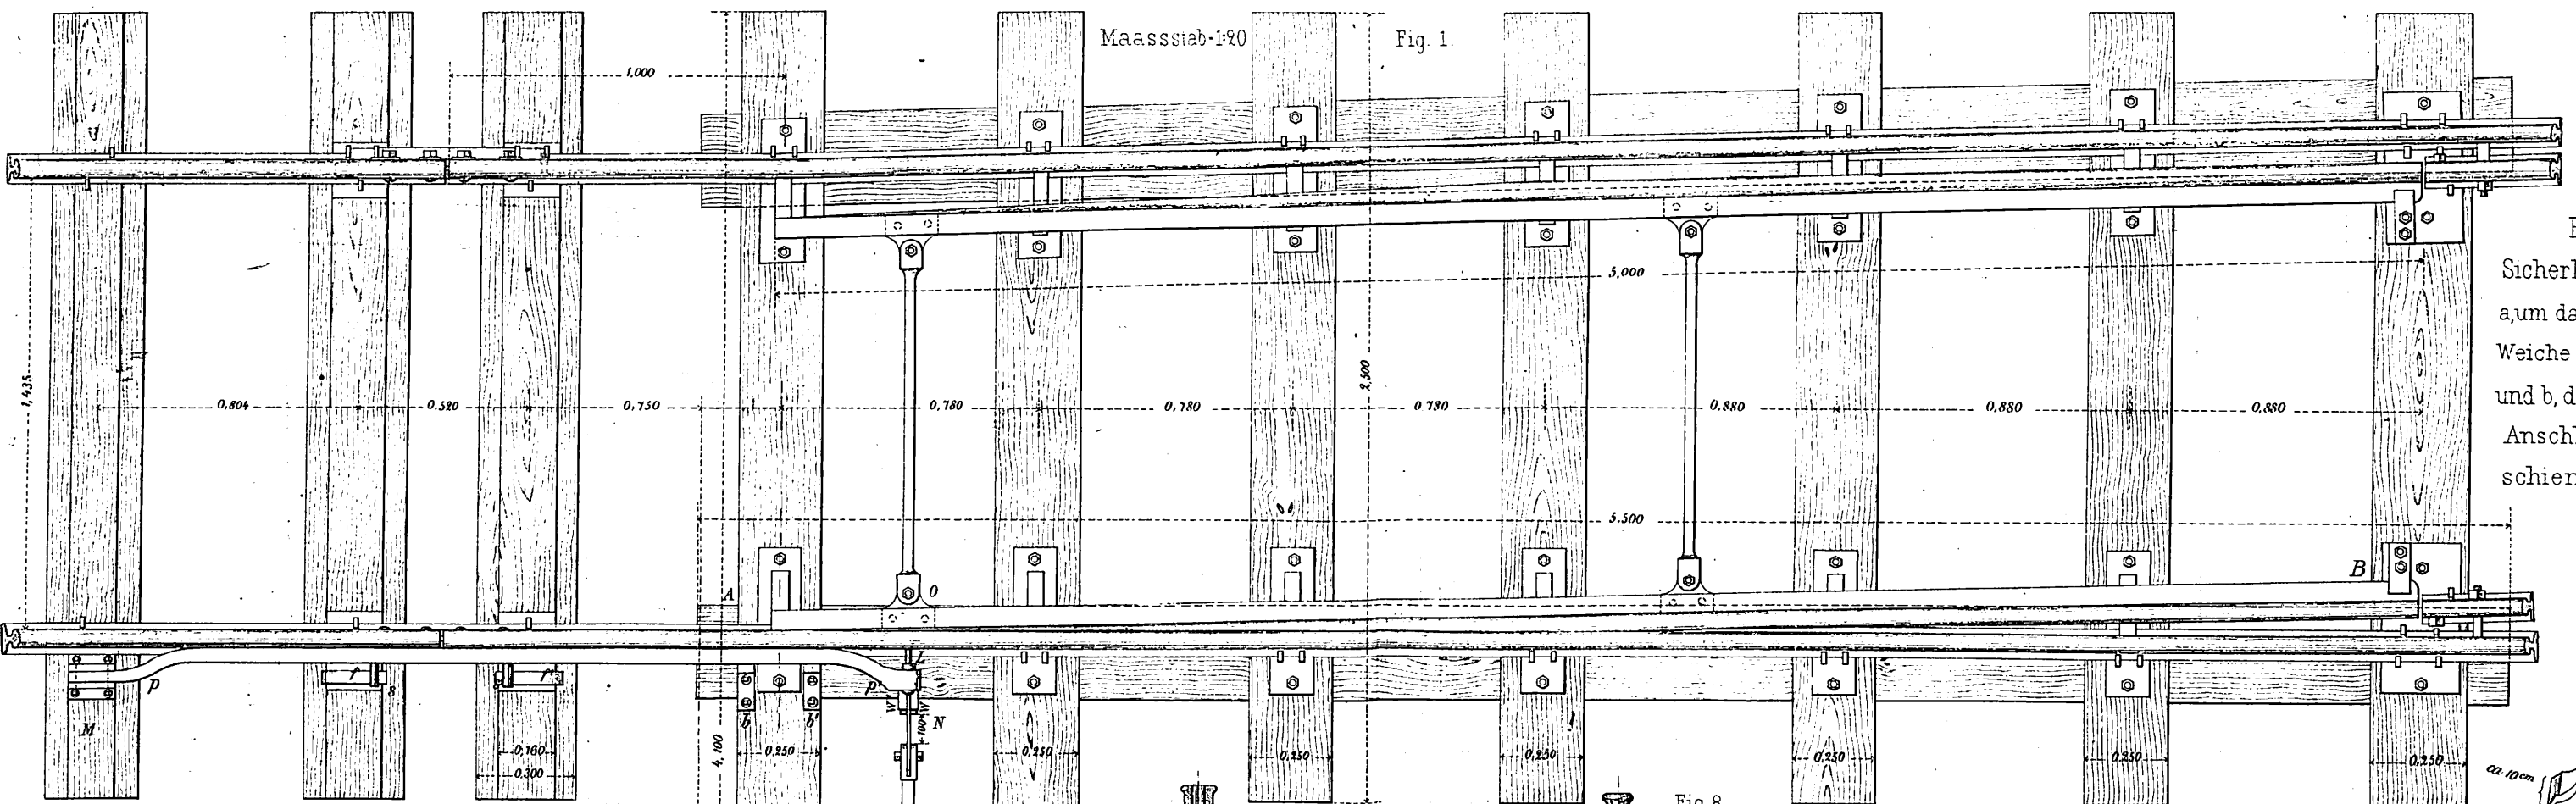 Maassstab-1:20
Fig. 1
1,000
Sicherl
a, um da
Weiche
und b, d
Anschl
schien
5,000
1,435
2,500
0,804
0.520
0,750
0,780
0,780
0 780
0,880
0,880
0,880
5.500
A
O
B
L
p
f
f'
s
p'
M
b
b'
W
W
N
100
0,160
0,300
4,100
0,250
0,250
0,250
0,250
0,250
0,250
0,250
ca 10cm
Fig 8